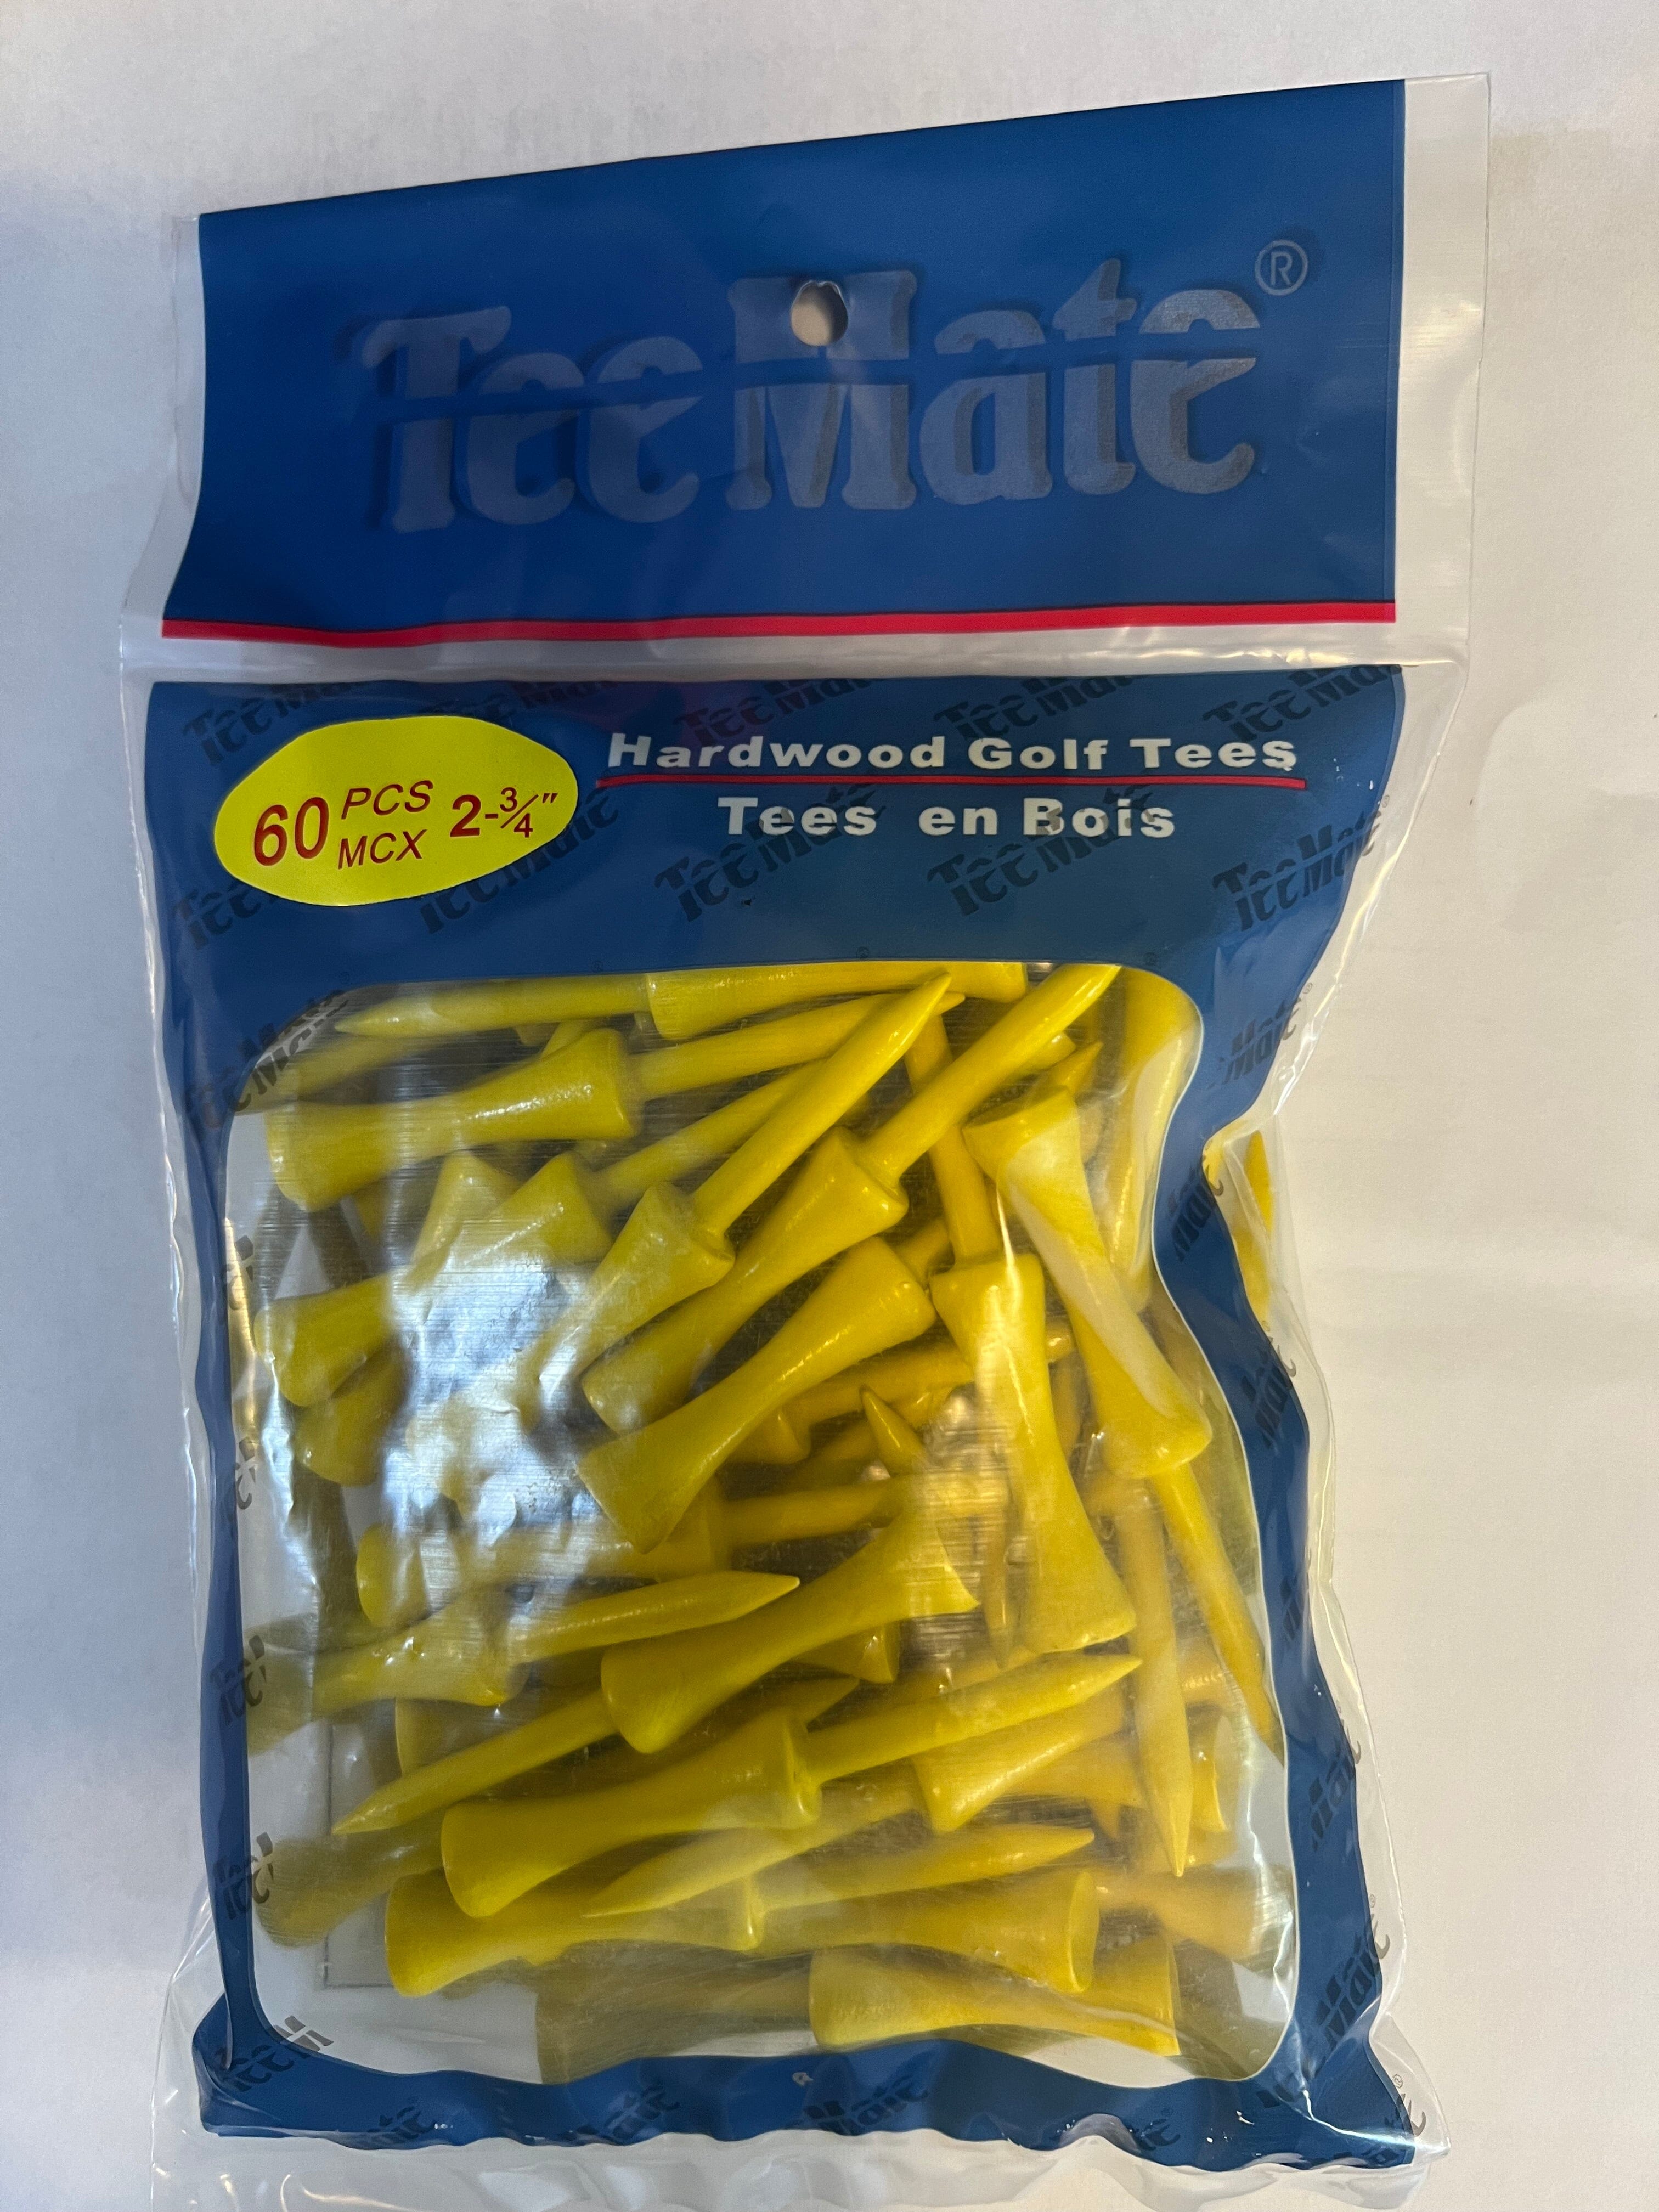 TeeMate®
Hardwood Golf Tees
Tees en Bois
60 PCS 2-3/4"
MCX